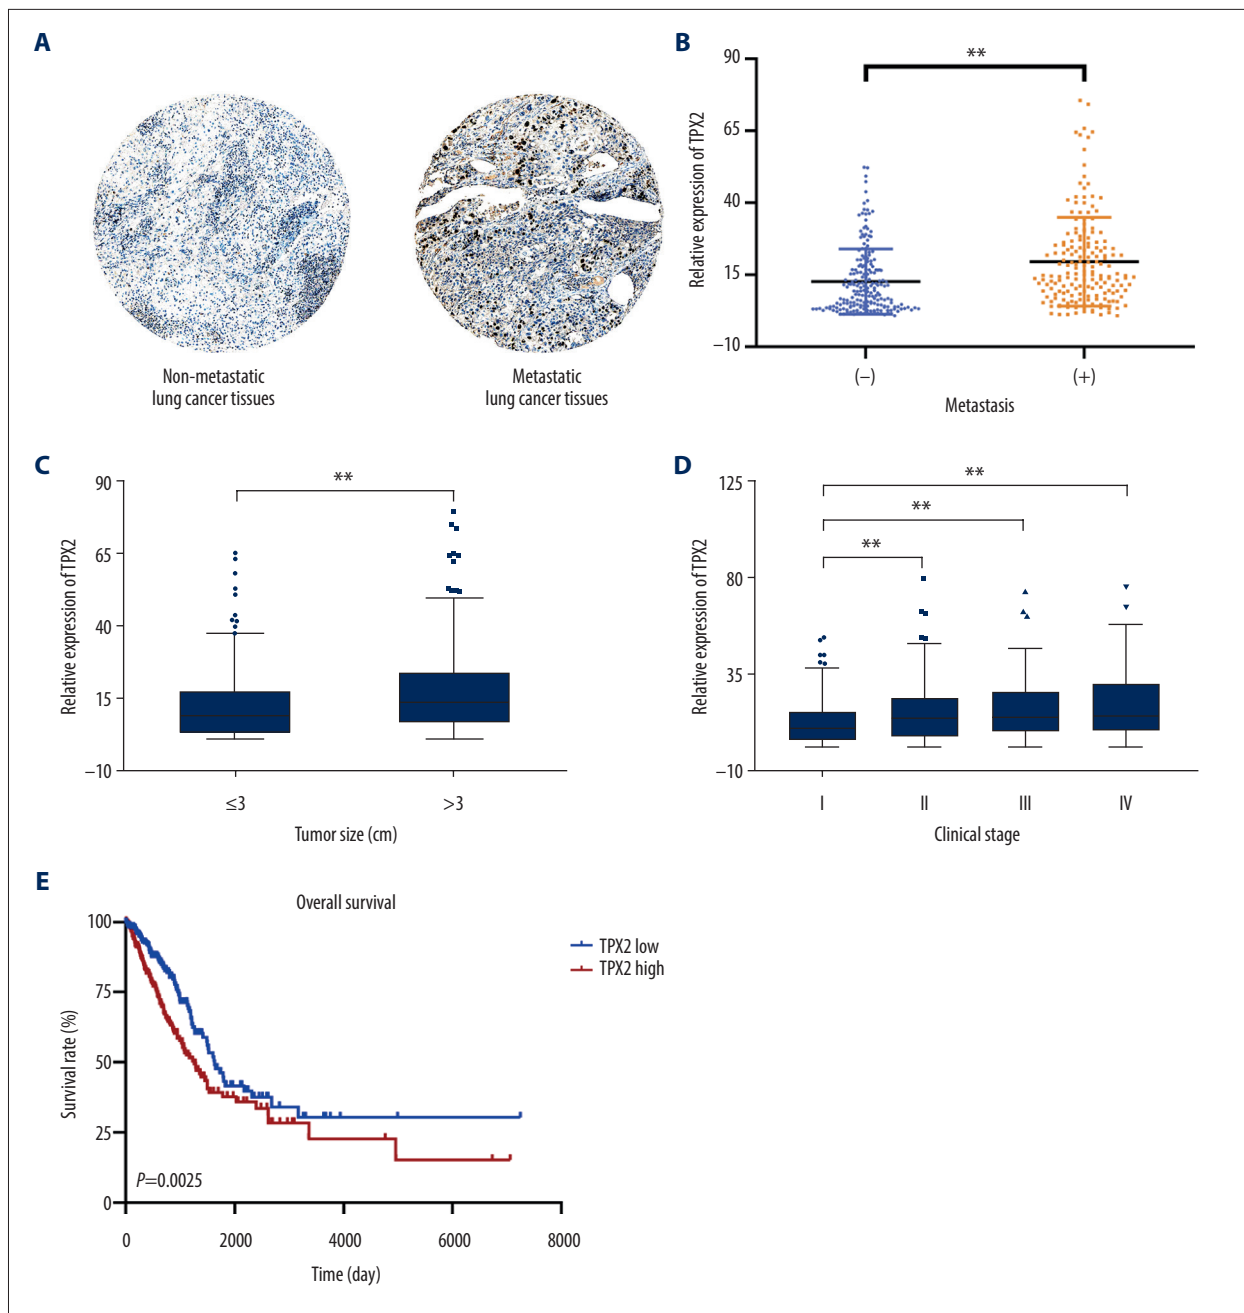 A
Non-metastatic
lung cancer tissues
Metastatic
lung cancer tissues
B
**
Relative expression of TPX2
90
65
40
15
–10
(–)
(+)
Metastasis
C
**
Relative expression of TPX2
90
65
40
15
–10
≤3
>3
Tumor size (cm)
D
**
**
**
Relative expression of TPX2
125
80
35
–10
I
II
III
IV
Clinical stage
E
Overall survival
Survival rate (%)
100
75
50
25
0
P=0.0025
0
2000
4000
6000
8000
Time (day)
TPX2 low
TPX2 high